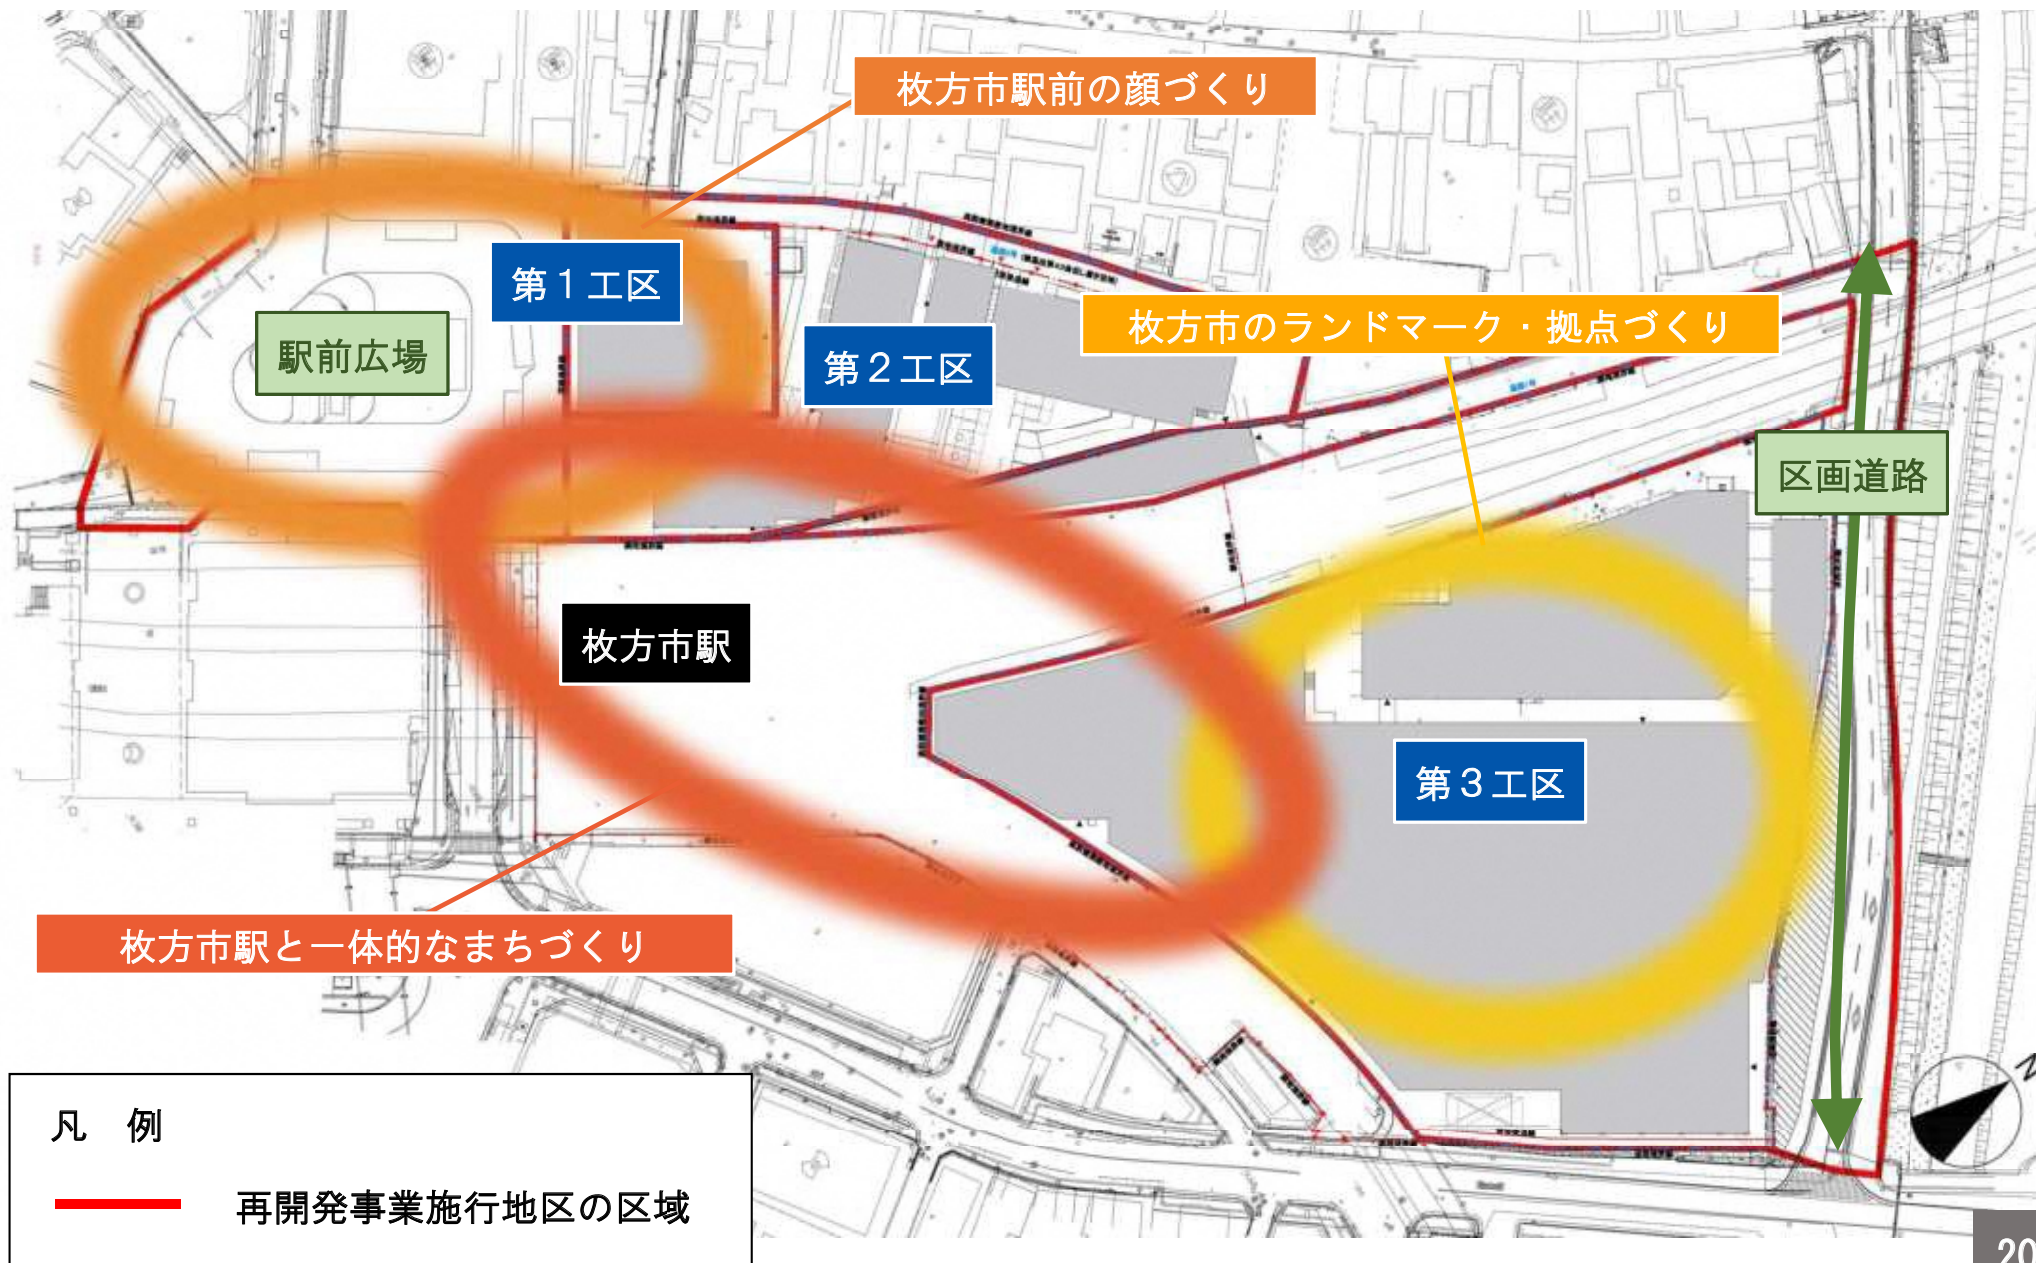 枚方市駅前の顔づくり
第１工区
駅前広場
第２工区
枚方市のランドマーク・拠点づくり
区画道路
枚方市駅
第３工区
枚方市駅と一体的なまちづくり
凡　例
再開発事業施行地区の区域
20